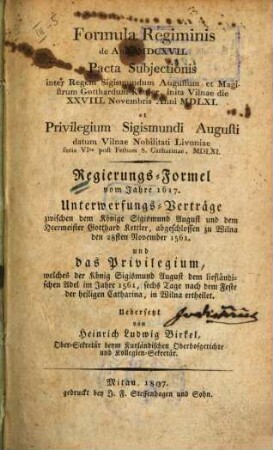 Formula Regiminis
de Anno MDCXVII.
Pacta Subjectionis
inter Regem Sigismundum Augustum et Magi
strum Gotthardum inita Vilnae die
XXVIII Novembris Anni MDLXI.
et
Privilegium Sigismundi Augusti
datum Vilnae Nobilitati Livoniae
feria VIta post Festum S. Catharinae, MDLXI.
Regierungs-Formel
vom Jahre 1617.
Unterwerfungs-Verträge
zwischen dem Könige Sigismund August und dem
Heermeister Gotthard Kettler, abgeschlossen zu Wilna
den 28sten November 1561,
und
das Privilegium,
welches der König Sigismund August dem liefländi-
schen Adel im Jahre 1561, sechs Tage nach dem Feste
der heiligen Catharina, in Wilna ertheilet.
Uebersetzt
von
Heinrich Ludwig Birkel,
Ober-Sekretär beym Kurländischen Oberhofgerichte
und Kollegien-Sekretär.
Mitau, 1807.
gedruckt bey J. F. Steffenhagen und Sohn.